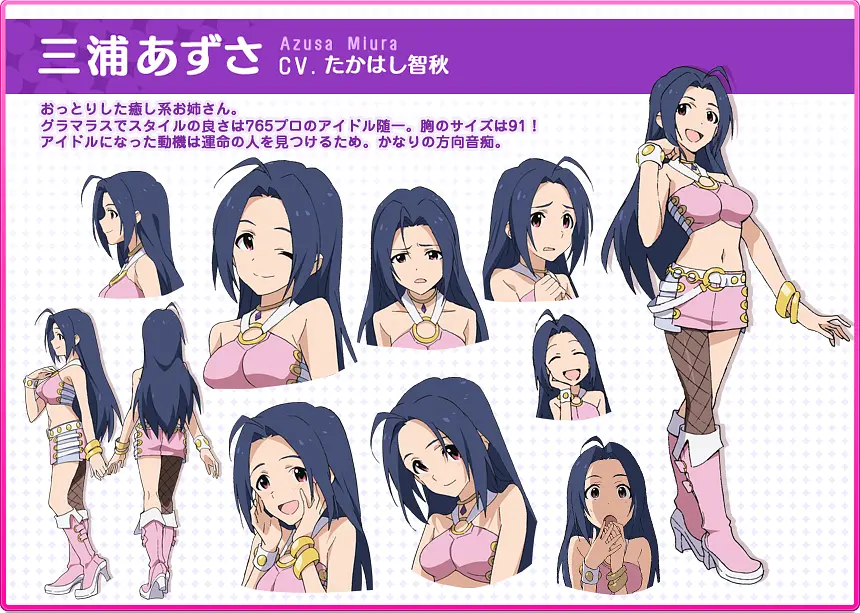 三浦あずさ
Azusa Miura
CV. たかはし智秋
おっとりした癒し系お姉さん。
グラマラスでスタイルの良さは765プロのアイドル随一。胸のサイズは91！
アイドルになった動機は運命の人を見つけるため。かなりの方向音痴。